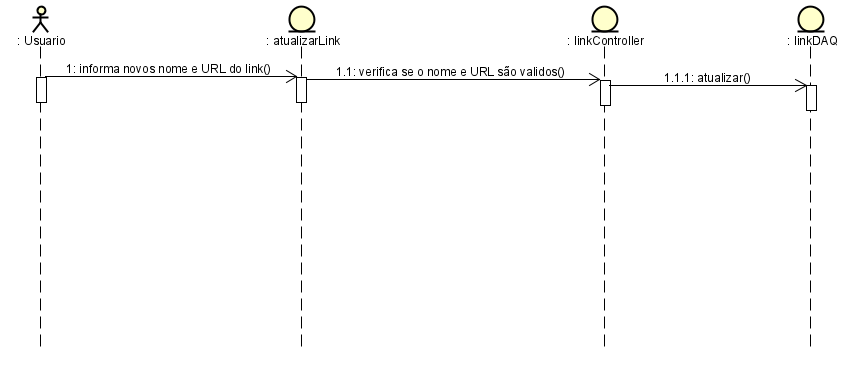 : Usuario
: atualizarLink
: linkController
: linkDAQ
1: informa novos nome e URL do link()
1.1: verifica se o nome e URL são validos()
1.1.1: atualizar()